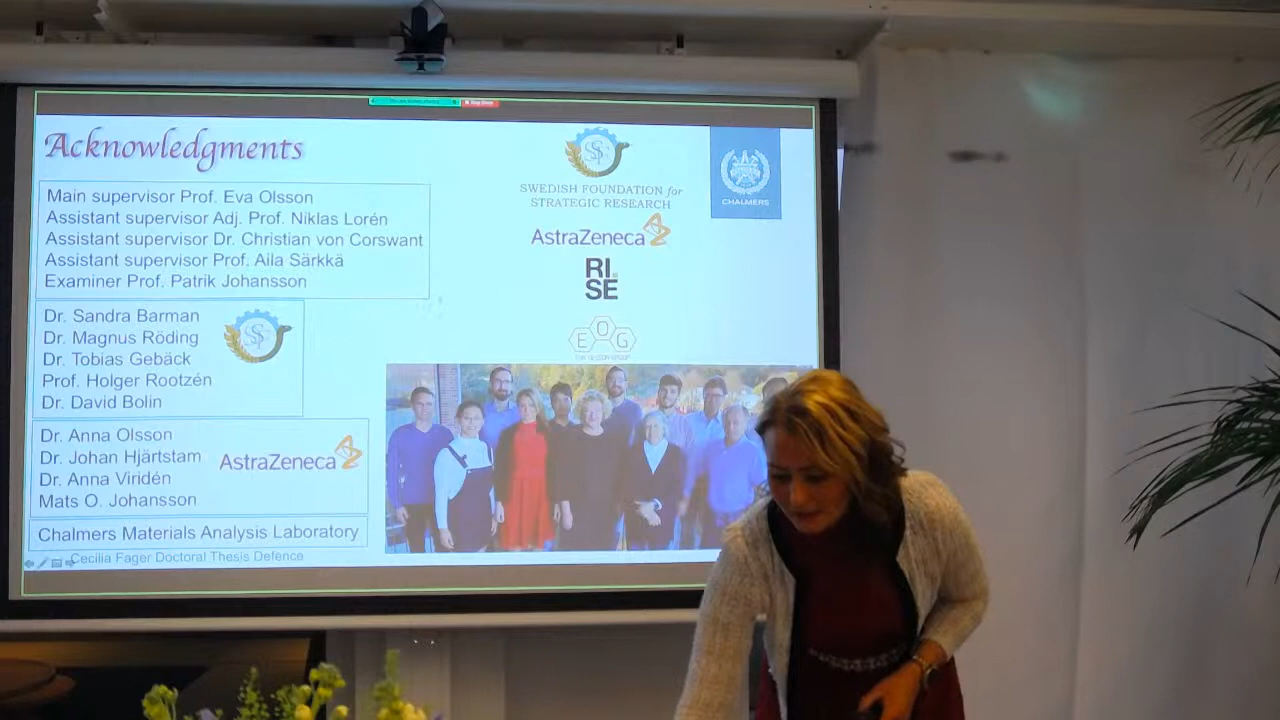 Acknowledgments
Main supervisor Prof. Eva Olsson
Assistant supervisor Adj. Prof. Niklas Lorén
Assistant supervisor Dr. Christian von Corswant
Assistant supervisor Prof. Aila Särkkä
Examiner Prof. Patrik Johansson
Dr. Sandra Barman
Dr. Magnus Röding
Dr. Tobias Gebäck
Prof. Holger Rootzén
Dr. David Bolin
Dr. Anna Olsson
Dr. Johan Hjärtstam
Dr. Anna Viridén
Mats O. Johansson
AstraZeneca
Chalmers Materials Analysis Laboratory
Cecilia Fager Doctoral Thesis Defence
SWEDISH FOUNDATION for
STRATEGIC RESEARCH
CHALMERS
AstraZeneca
RI.
SE
EOG